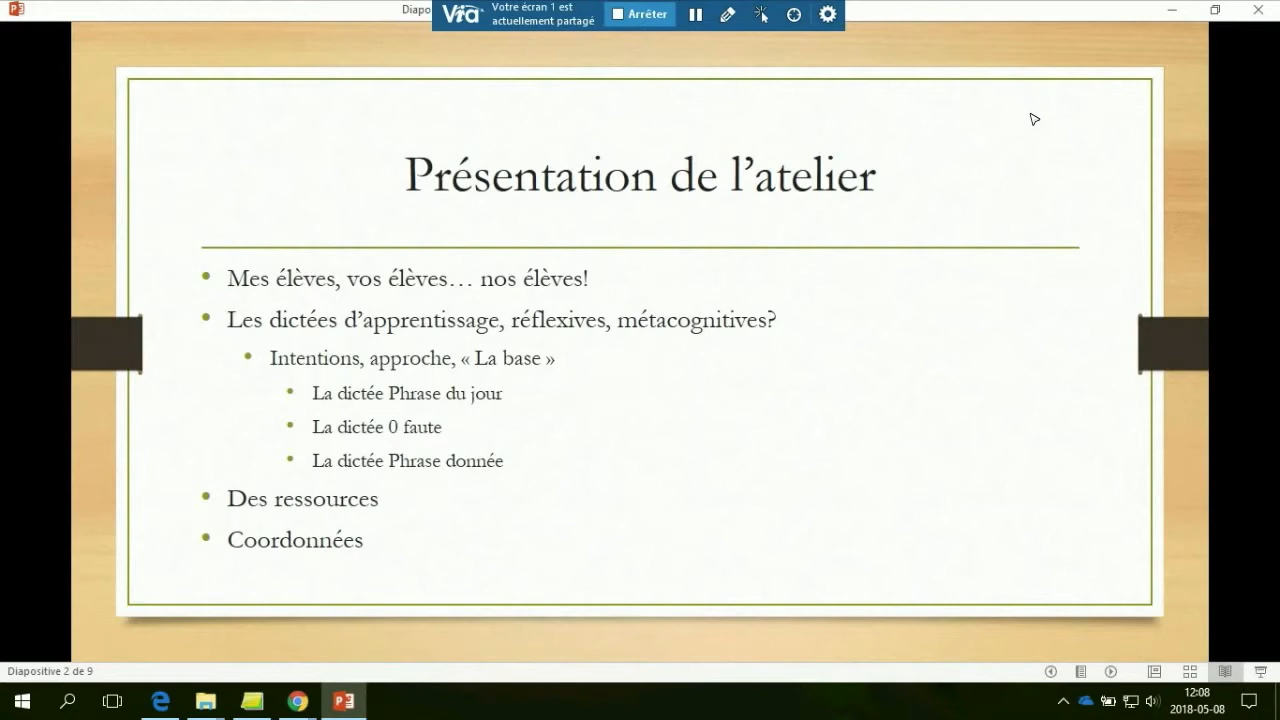 Diapo
Via
Votre écran 1 est
actuellement partagé
Arrêter
Présentation de l’atelier
• Mes élèves, vos élèves… nos élèves!
• Les dictées d’apprentissage, réflexives, métacognitives?
• Intentions, approche, « La base »
• La dictée Phrase du jour
• La dictée 0 faute
• La dictée Phrase donnée
• Des ressources
• Coordonnées
Diapositive 2 de 9
12:08
2018-05-08